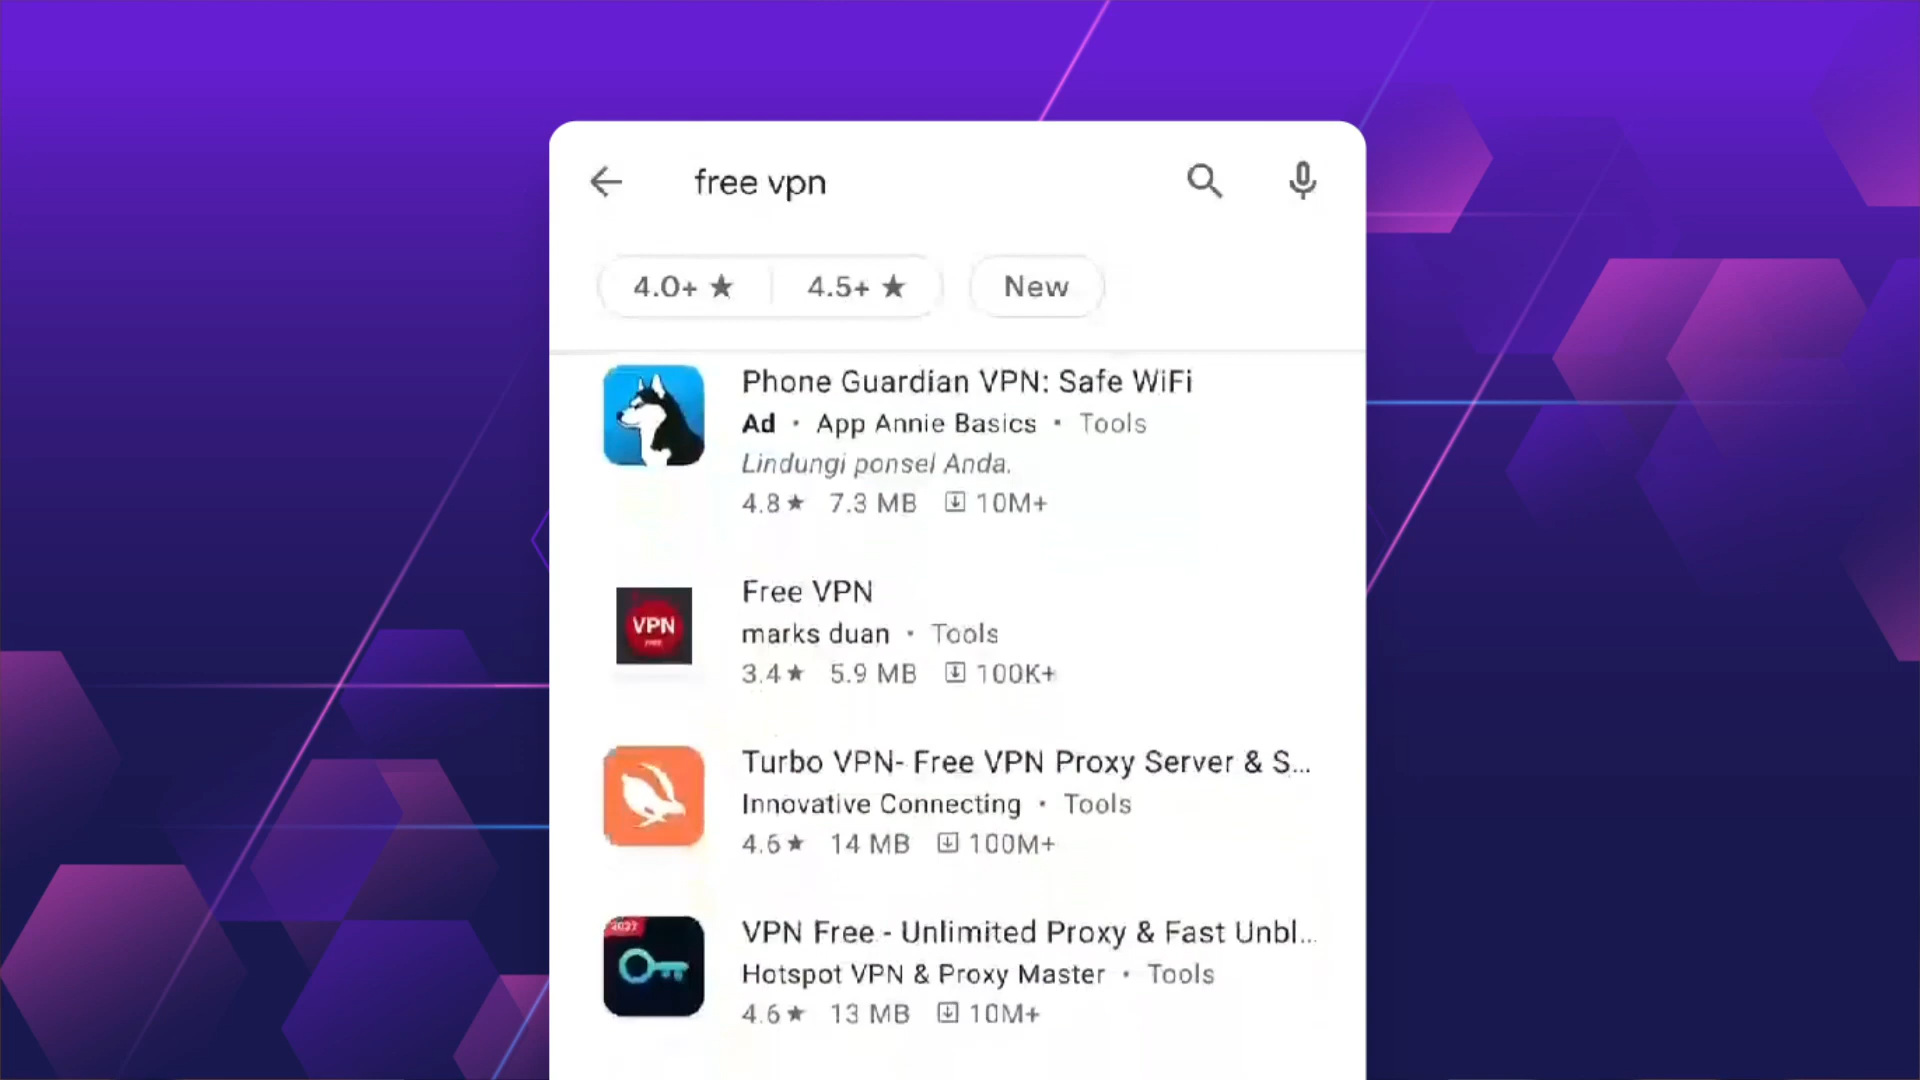 free vpn
4.0+ ★ 4.5+ ★ New
Phone Guardian VPN: Safe WiFi
Ad · App Annie Basics · Tools
Lindungi ponsel Anda.
4.8 ★ 7.3 MB 10M+
VPN
FREE
Free VPN
marks duan · Tools
3.4 ★ 5.9 MB 100K+
Turbo VPN- Free VPN Proxy Server & S...
Innovative Connecting · Tools
4.6 ★ 14 MB 100M+
VPN Free - Unlimited Proxy & Fast Unbl...
Hotspot VPN & Proxy Master · Tools
4.6 ★ 13 MB 10M+